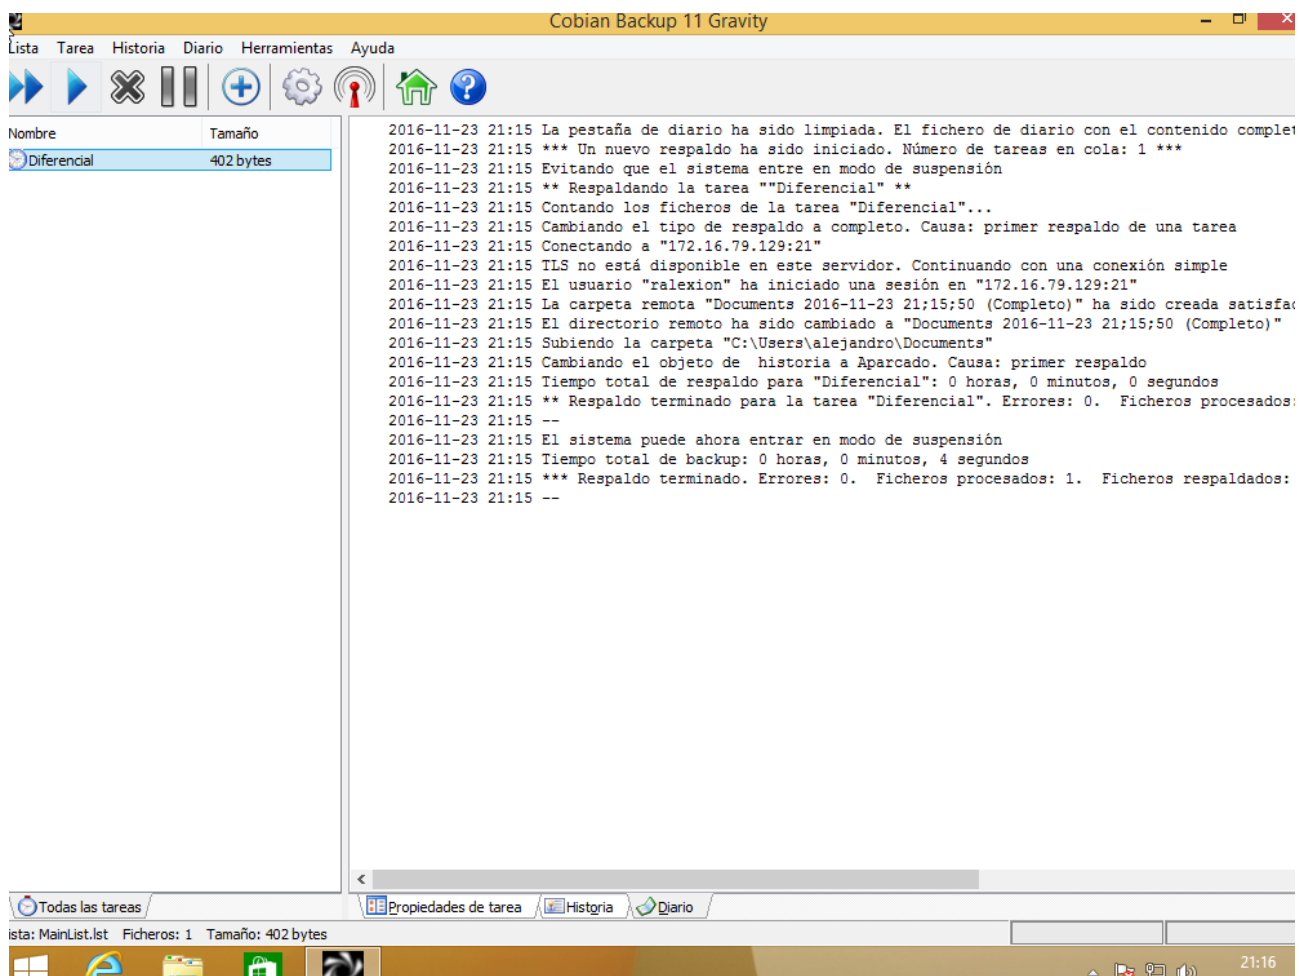 Cobian Backup 11 Gravity
Lista Tarea Historia Diario Herramientas Ayuda
Nombre Tamaño
Diferencial 402 bytes
2016-11-23 21:15 La pestaña de diario ha sido limpiada. El fichero de diario con el contenido complet
2016-11-23 21:15 *** Un nuevo respaldo ha sido iniciado. Número de tareas en cola: 1 ***
2016-11-23 21:15 Evitando que el sistema entre en modo de suspensión
2016-11-23 21:15 ** Respaldando la tarea ""Diferencial" **
2016-11-23 21:15 Contando los ficheros de la tarea "Diferencial"...
2016-11-23 21:15 Cambiando el tipo de respaldo a completo. Causa: primer respaldo de una tarea
2016-11-23 21:15 Conectando a "172.16.79.129:21"
2016-11-23 21:15 TLS no está disponible en este servidor. Continuando con una conexión simple
2016-11-23 21:15 El usuario "ralexion" ha iniciado una sesión en "172.16.79.129:21"
2016-11-23 21:15 La carpeta remota "Documents 2016-11-23 21;15;50 (Completo)" ha sido creada satisfac
2016-11-23 21:15 El directorio remoto ha sido cambiado a "Documents 2016-11-23 21;15;50 (Completo)"
2016-11-23 21:15 Subiendo la carpeta "C:\Users\alejandro\Documents"
2016-11-23 21:15 Cambiando el objeto de  historia a Aparcado. Causa: primer respaldo
2016-11-23 21:15 Tiempo total de respaldo para "Diferencial": 0 horas, 0 minutos, 0 segundos
2016-11-23 21:15 ** Respaldo terminado para la tarea "Diferencial". Errores: 0.  Ficheros procesados:
2016-11-23 21:15 --
2016-11-23 21:15 El sistema puede ahora entrar en modo de suspensión
2016-11-23 21:15 Tiempo total de backup: 0 horas, 0 minutos, 4 segundos
2016-11-23 21:15 *** Respaldo terminado. Errores: 0.  Ficheros procesados: 1.  Ficheros respaldados:
2016-11-23 21:15 --
Todas las tareas
Propiedades de tarea Historia Diario
ista: MainList.lst Ficheros: 1 Tamaño: 402 bytes
21:16